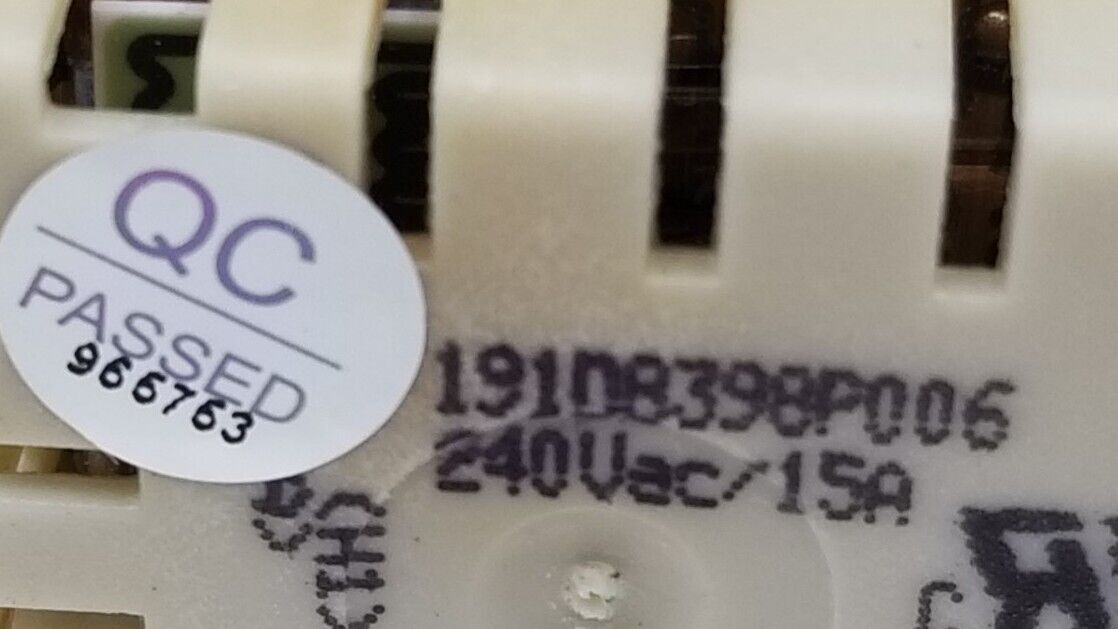 QC
PASSED
966763
191D8398P006
240Vac/15A